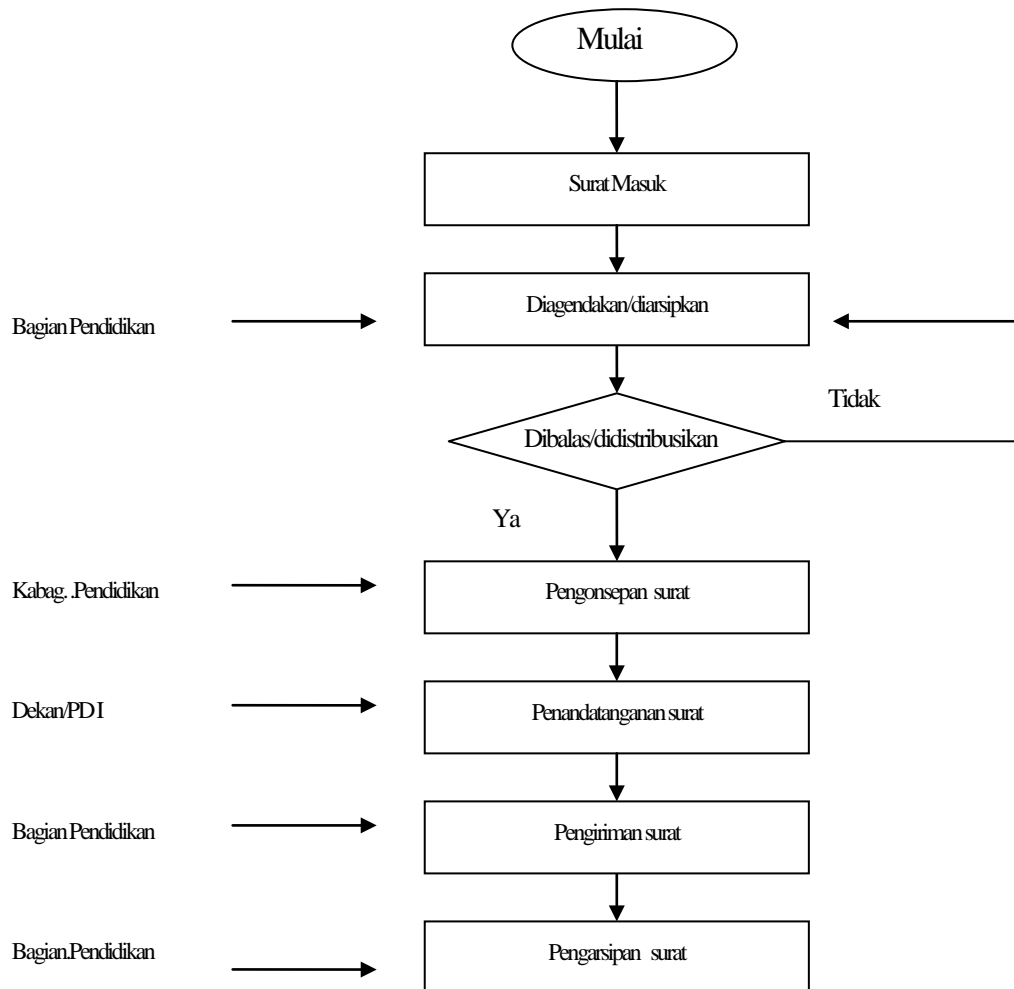 Mulai
Surat Masuk
Diagendakan/diarsipkan
Bagian Pendidikan
Tidak
Dibalas/didistribusikan
Ya
Kabag. .Pendidikan
Pengonsepan surat
Dekan/PD I
Penandatanganan surat
Bagian Pendidikan
Pengiriman surat
Bagian.Pendidikan
Pengarsipan surat